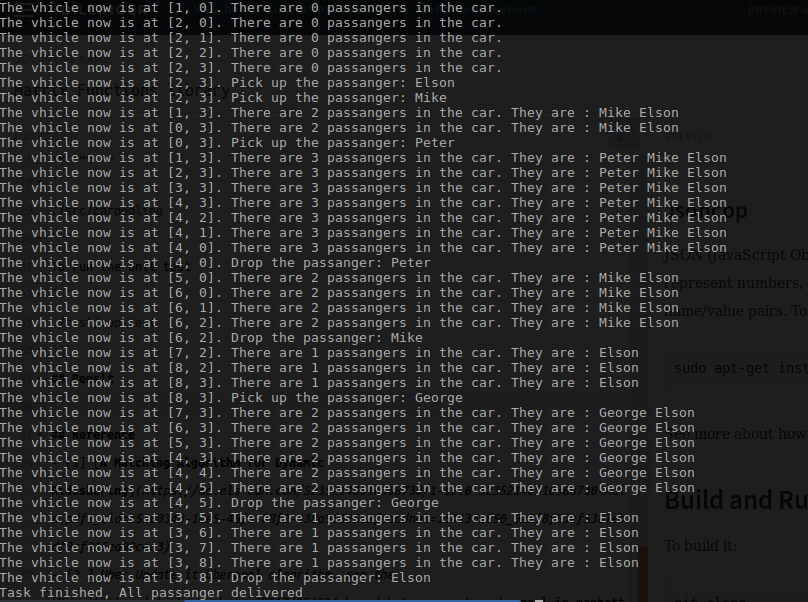 The vhicle now is at [1, 0]. There are 0 passangers in the car.
The vhicle now is at [2, 0]. There are 0 passangers in the car.
The vhicle now is at [2, 1]. There are 0 passangers in the car.
The vhicle now is at [2, 2]. There are 0 passangers in the car.
The vhicle now is at [2, 3]. There are 0 passangers in the car.
The vhicle now is at [2, 3]. Pick up the passanger: Elson
The vhicle now is at [2, 3]. Pick up the passanger: Mike
The vhicle now is at [1, 3]. There are 2 passangers in the car. They are : Mike Elson
The vhicle now is at [0, 3]. There are 2 passangers in the car. They are : Mike Elson
The vhicle now is at [0, 3]. Pick up the passanger: Peter
The vhicle now is at [1, 3]. There are 3 passangers in the car. They are : Peter Mike Elson
The vhicle now is at [2, 3]. There are 3 passangers in the car. They are : Peter Mike Elson
The vhicle now is at [3, 3]. There are 3 passangers in the car. They are : Peter Mike Elson
The vhicle now is at [4, 3]. There are 3 passangers in the car. They are : Peter Mike Elson
The vhicle now is at [4, 2]. There are 3 passangers in the car. They are : Peter Mike Elson
The vhicle now is at [4, 1]. There are 3 passangers in the car. They are : Peter Mike Elson
The vhicle now is at [4, 0]. There are 3 passangers in the car. They are : Peter Mike Elson
The vhicle now is at [4, 0]. Drop the passanger: Peter
The vhicle now is at [5, 0]. There are 2 passangers in the car. They are : Mike Elson
The vhicle now is at [6, 0]. There are 2 passangers in the car. They are : Mike Elson
The vhicle now is at [6, 1]. There are 2 passangers in the car. They are : Mike Elson
The vhicle now is at [6, 2]. There are 2 passangers in the car. They are : Mike Elson
The vhicle now is at [6, 2]. Drop the passanger: Mike
The vhicle now is at [7, 2]. There are 1 passangers in the car. They are : Elson
The vhicle now is at [8, 2]. There are 1 passangers in the car. They are : Elson
The vhicle now is at [8, 3]. There are 1 passangers in the car. They are : Elson
The vhicle now is at [8, 3]. Pick up the passanger: George
The vhicle now is at [7, 3]. There are 2 passangers in the car. They are : George Elson
The vhicle now is at [6, 3]. There are 2 passangers in the car. They are : George Elson
The vhicle now is at [5, 3]. There are 2 passangers in the car. They are : George Elson
The vhicle now is at [4, 3]. There are 2 passangers in the car. They are : George Elson
The vhicle now is at [4, 4]. There are 2 passangers in the car. They are : George Elson
The vhicle now is at [4, 5]. There are 2 passangers in the car. They are : George Elson
The vhicle now is at [4, 5]. Drop the passanger: George
The vhicle now is at [3, 5]. There are 1 passangers in the car. They are : Elson
The vhicle now is at [3, 6]. There are 1 passangers in the car. They are : Elson
The vhicle now is at [3, 7]. There are 1 passangers in the car. They are : Elson
The vhicle now is at [3, 8]. There are 1 passangers in the car. They are : Elson
The vhicle now is at [3, 8]. Drop the passanger: Elson
Task finished, All passanger delivered
PREVIEW
jsoncpp
JSON (JavaScript Ob
represent numbers,
name/value pairs. To
sudo apt-get inst
more about how
Build and Ru
To build it:
git clone